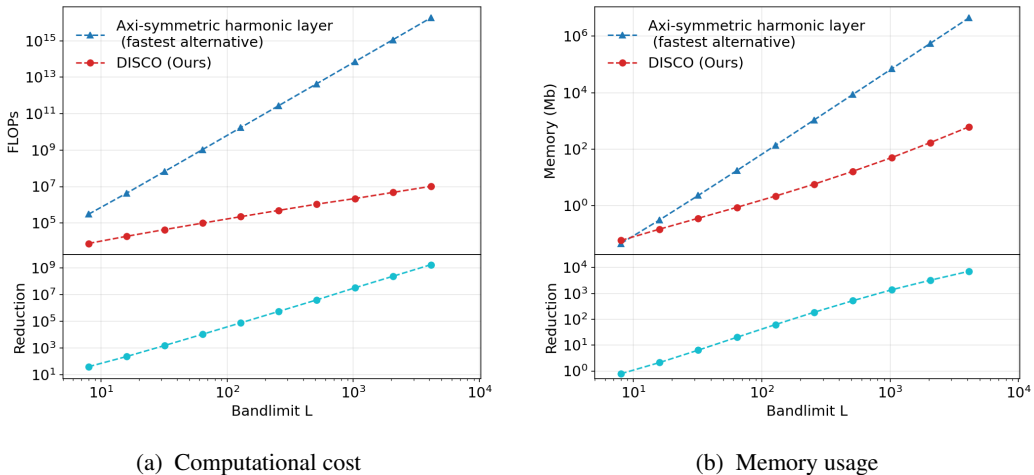 Axi-symmetric harmonic layer
(fastest alternative)
DISCO (Ours)
10^15
10^13
10^11
10^9
10^7
10^5
FLOPs
10^9
10^7
10^5
10^3
10^1
Reduction
10^1 10^2 10^3 10^4
Bandlimit L
(a) Computational cost
Axi-symmetric harmonic layer
(fastest alternative)
DISCO (Ours)
10^6
10^4
10^2
10^0
Memory (Mb)
10^4
10^3
10^2
10^1
10^0
Reduction
10^1 10^2 10^3 10^4
Bandlimit L
(b) Memory usage